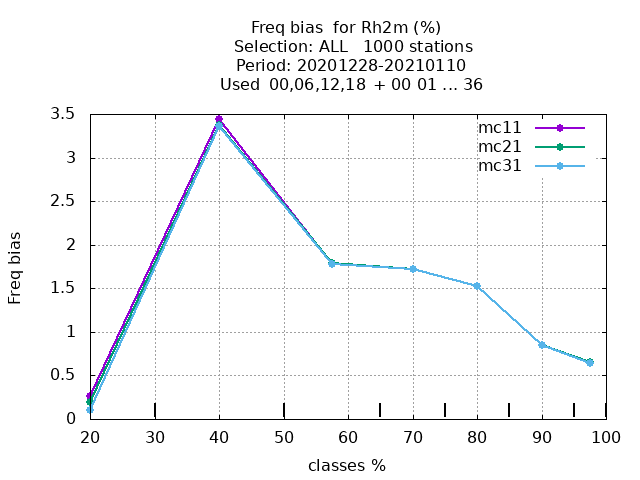 Freq bias  for Rh2m (%)
Selection: ALL   1000 stations
Period: 20201228-20210110
Used  00,06,12,18  + 00 01 ... 36
3.5
3
2.5
2
1.5
1
0.5
0
Freq bias
mc11
mc21
mc31
20 30 40 50 60 70 80 90 100
classes %